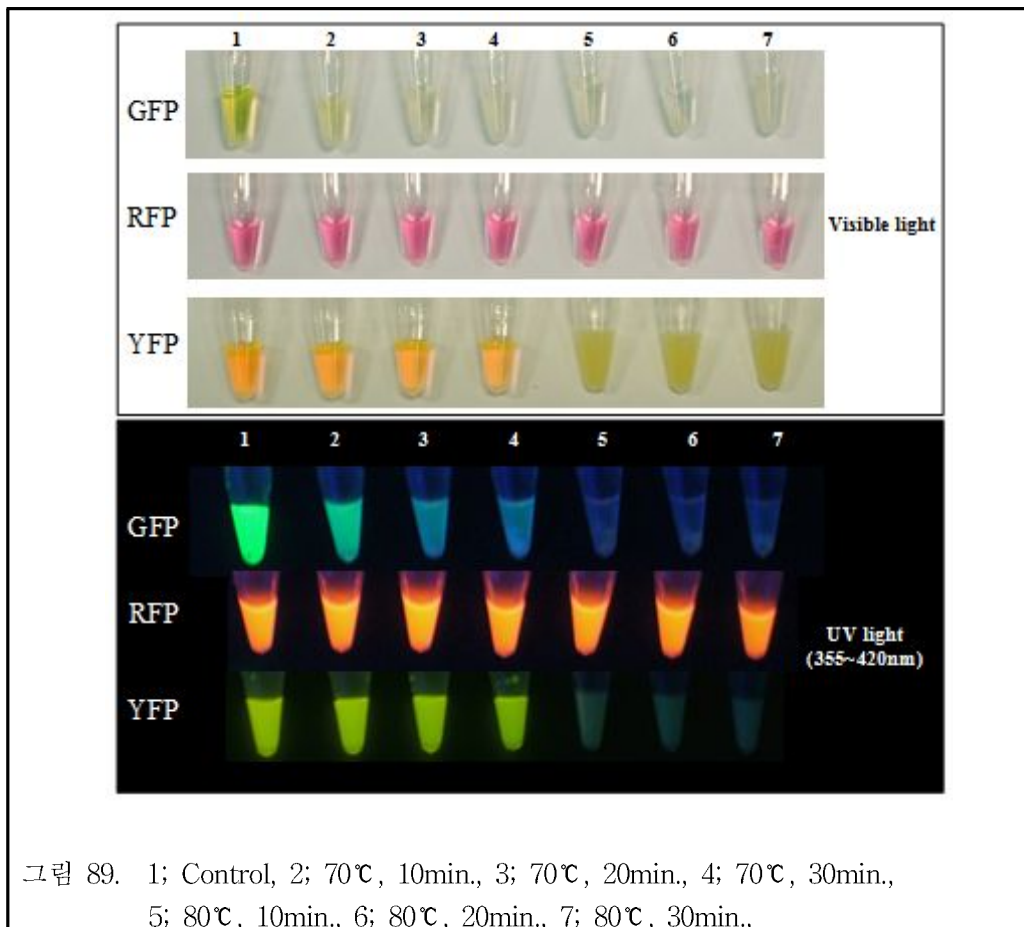 1 2 3 4 5 6 7
GFP
RFP
Visible light
YFP
1 2 3 4 5 6 7
GFP
RFP
UV light
(355~420nm)
YFP
그림 89. 1; Control, 2; 70℃, 10min., 3; 70℃, 20min., 4; 70℃, 30min.,
5; 80℃, 10min., 6; 80℃, 20min., 7; 80℃, 30min.,